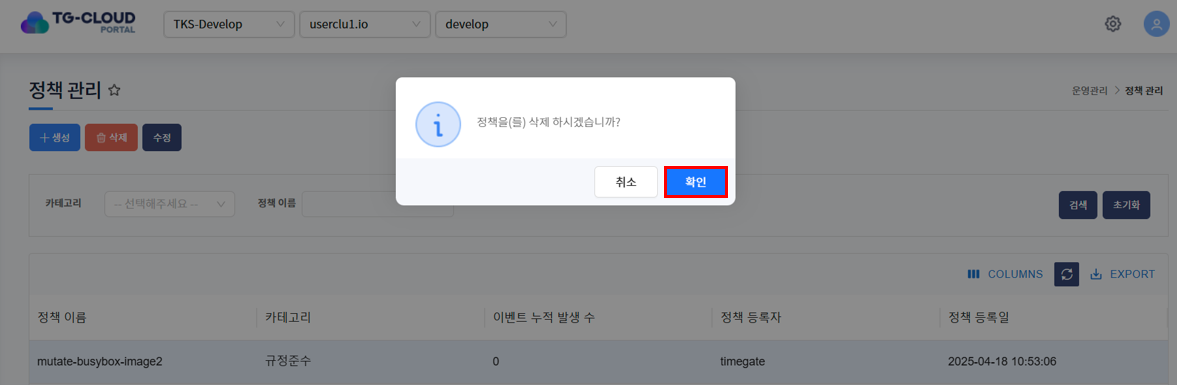 TG-CLOUD
PORTAL
TKS-Develop userclu1.io develop
정책 관리
운영관리 > 정책 관리
+ 생성 삭제 수정
정책을(를) 삭제 하시겠습니까?
취소 확인
카테고리 -- 선택해주세요 -- 정책 이름 검색 초기화
COLUMNS EXPORT
정책 이름 카테고리 이벤트 누적 발생 수 정책 등록자 정책 등록일
mutate-busybox-image2 규정준수 0 timegate 2025-04-18 10:53:06